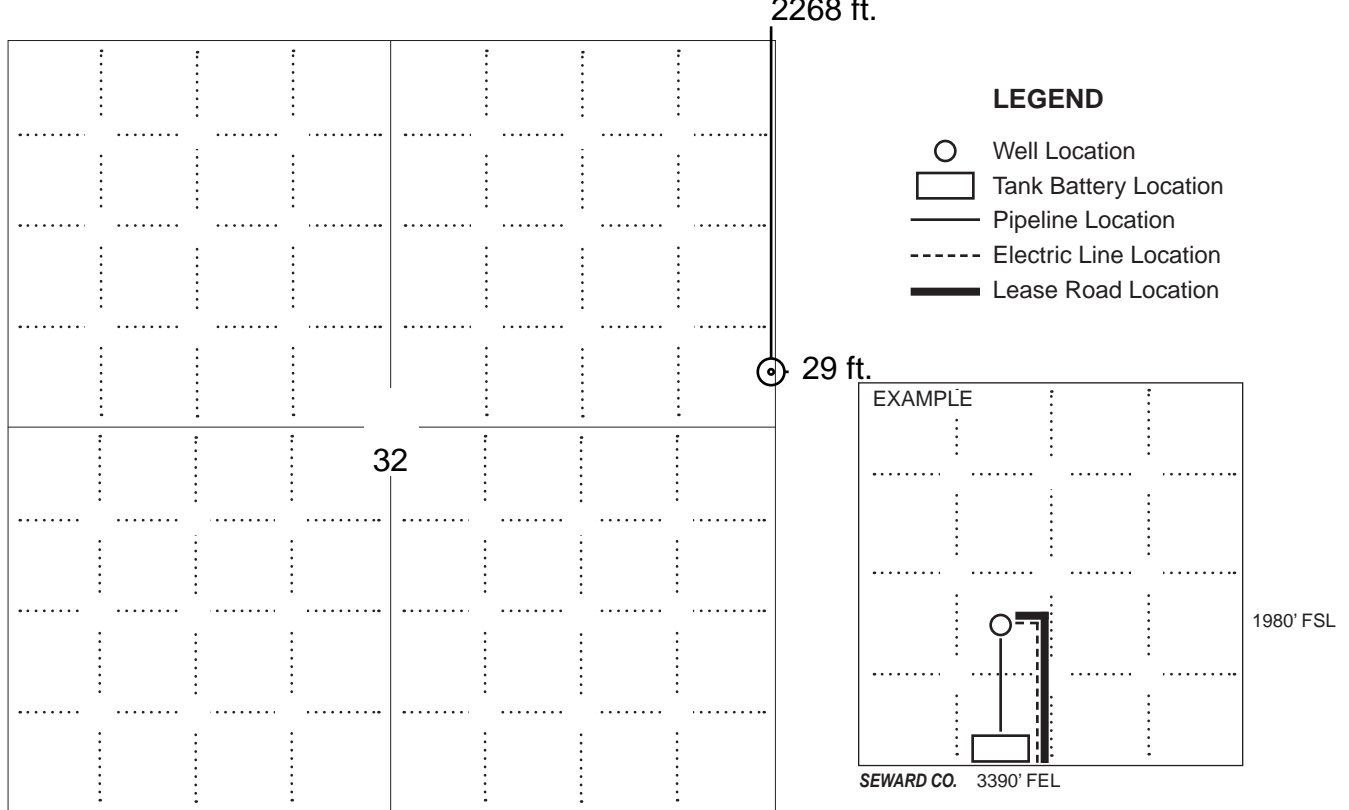 2268 ft.
LEGEND
Well Location
Tank Battery Location
Pipeline Location
Electric Line Location
Lease Road Location
29 ft.
EXAMPLE
32
1980' FSL
SEWARD CO. 3390' FEL